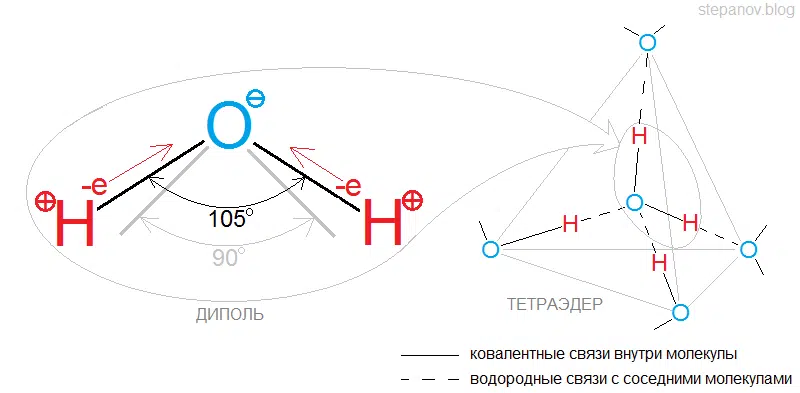 stepanov.blog
O ⊖
-e -e
⊕ H H ⊕
105°
90°
ДИПОЛЬ
O
H
O
H H
O O
H
O
ТЕТРАЭДЕР
ковалентные связи внутри молекулы
водородные связи с соседними молекулами